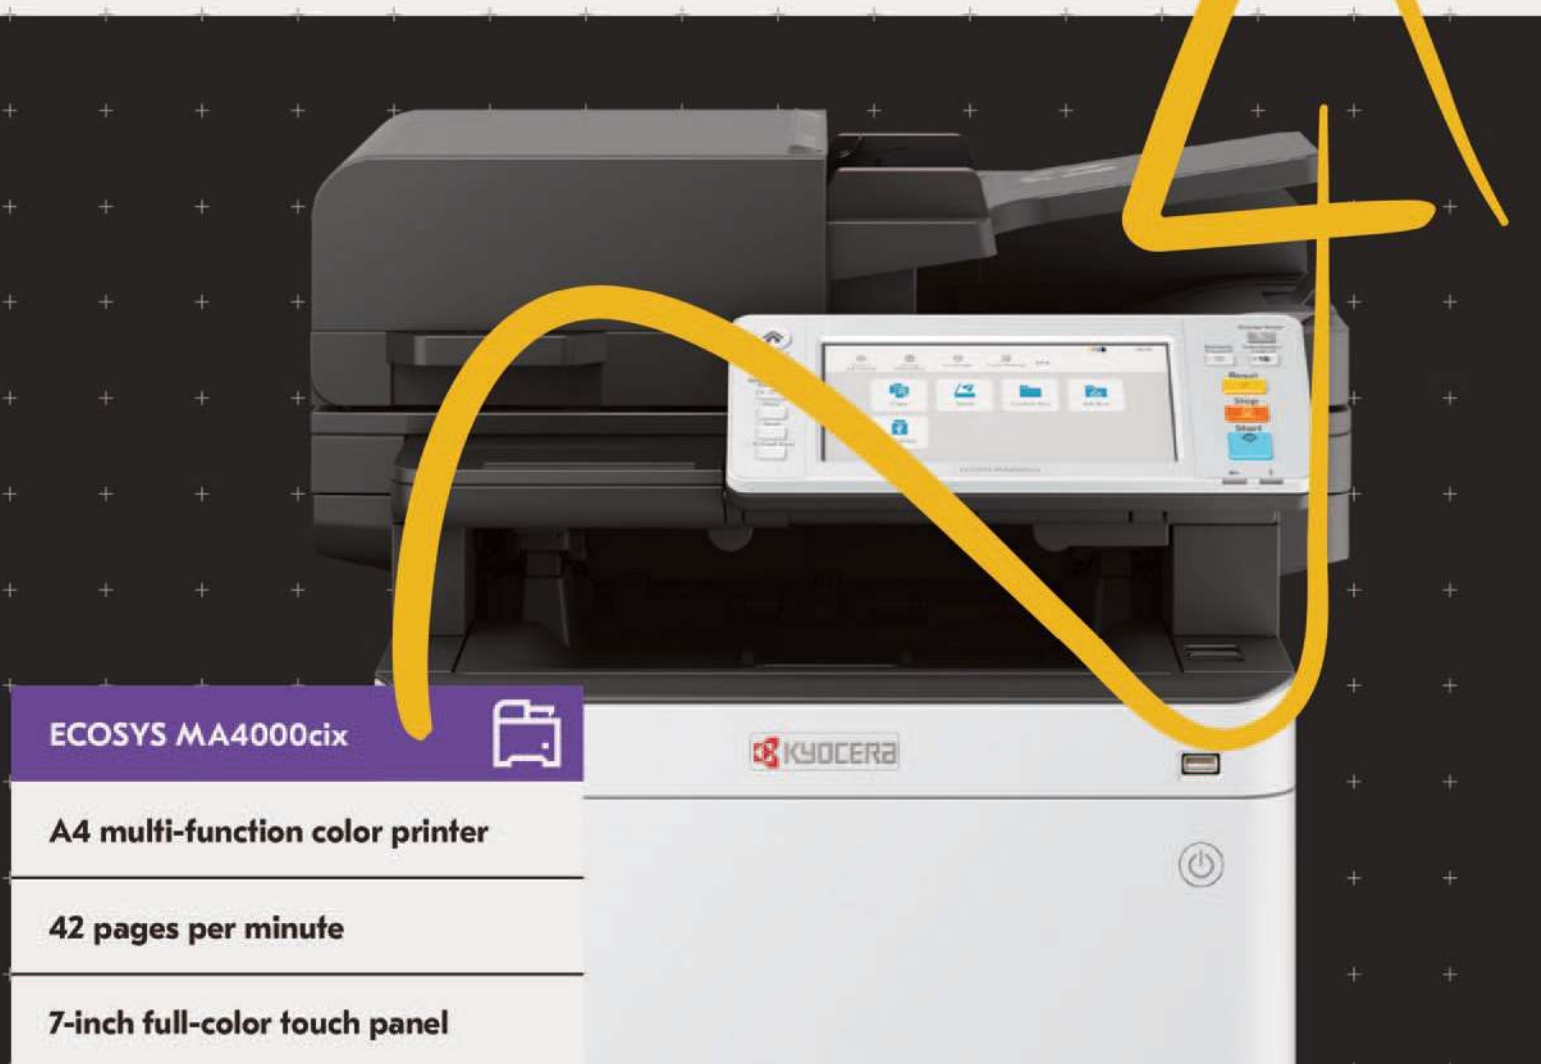 Reset
Stop
Start
ECOSYS MA4000cix
KYOCERA
A4 multi-function color printer
42 pages per minute
7-inch full-color touch panel